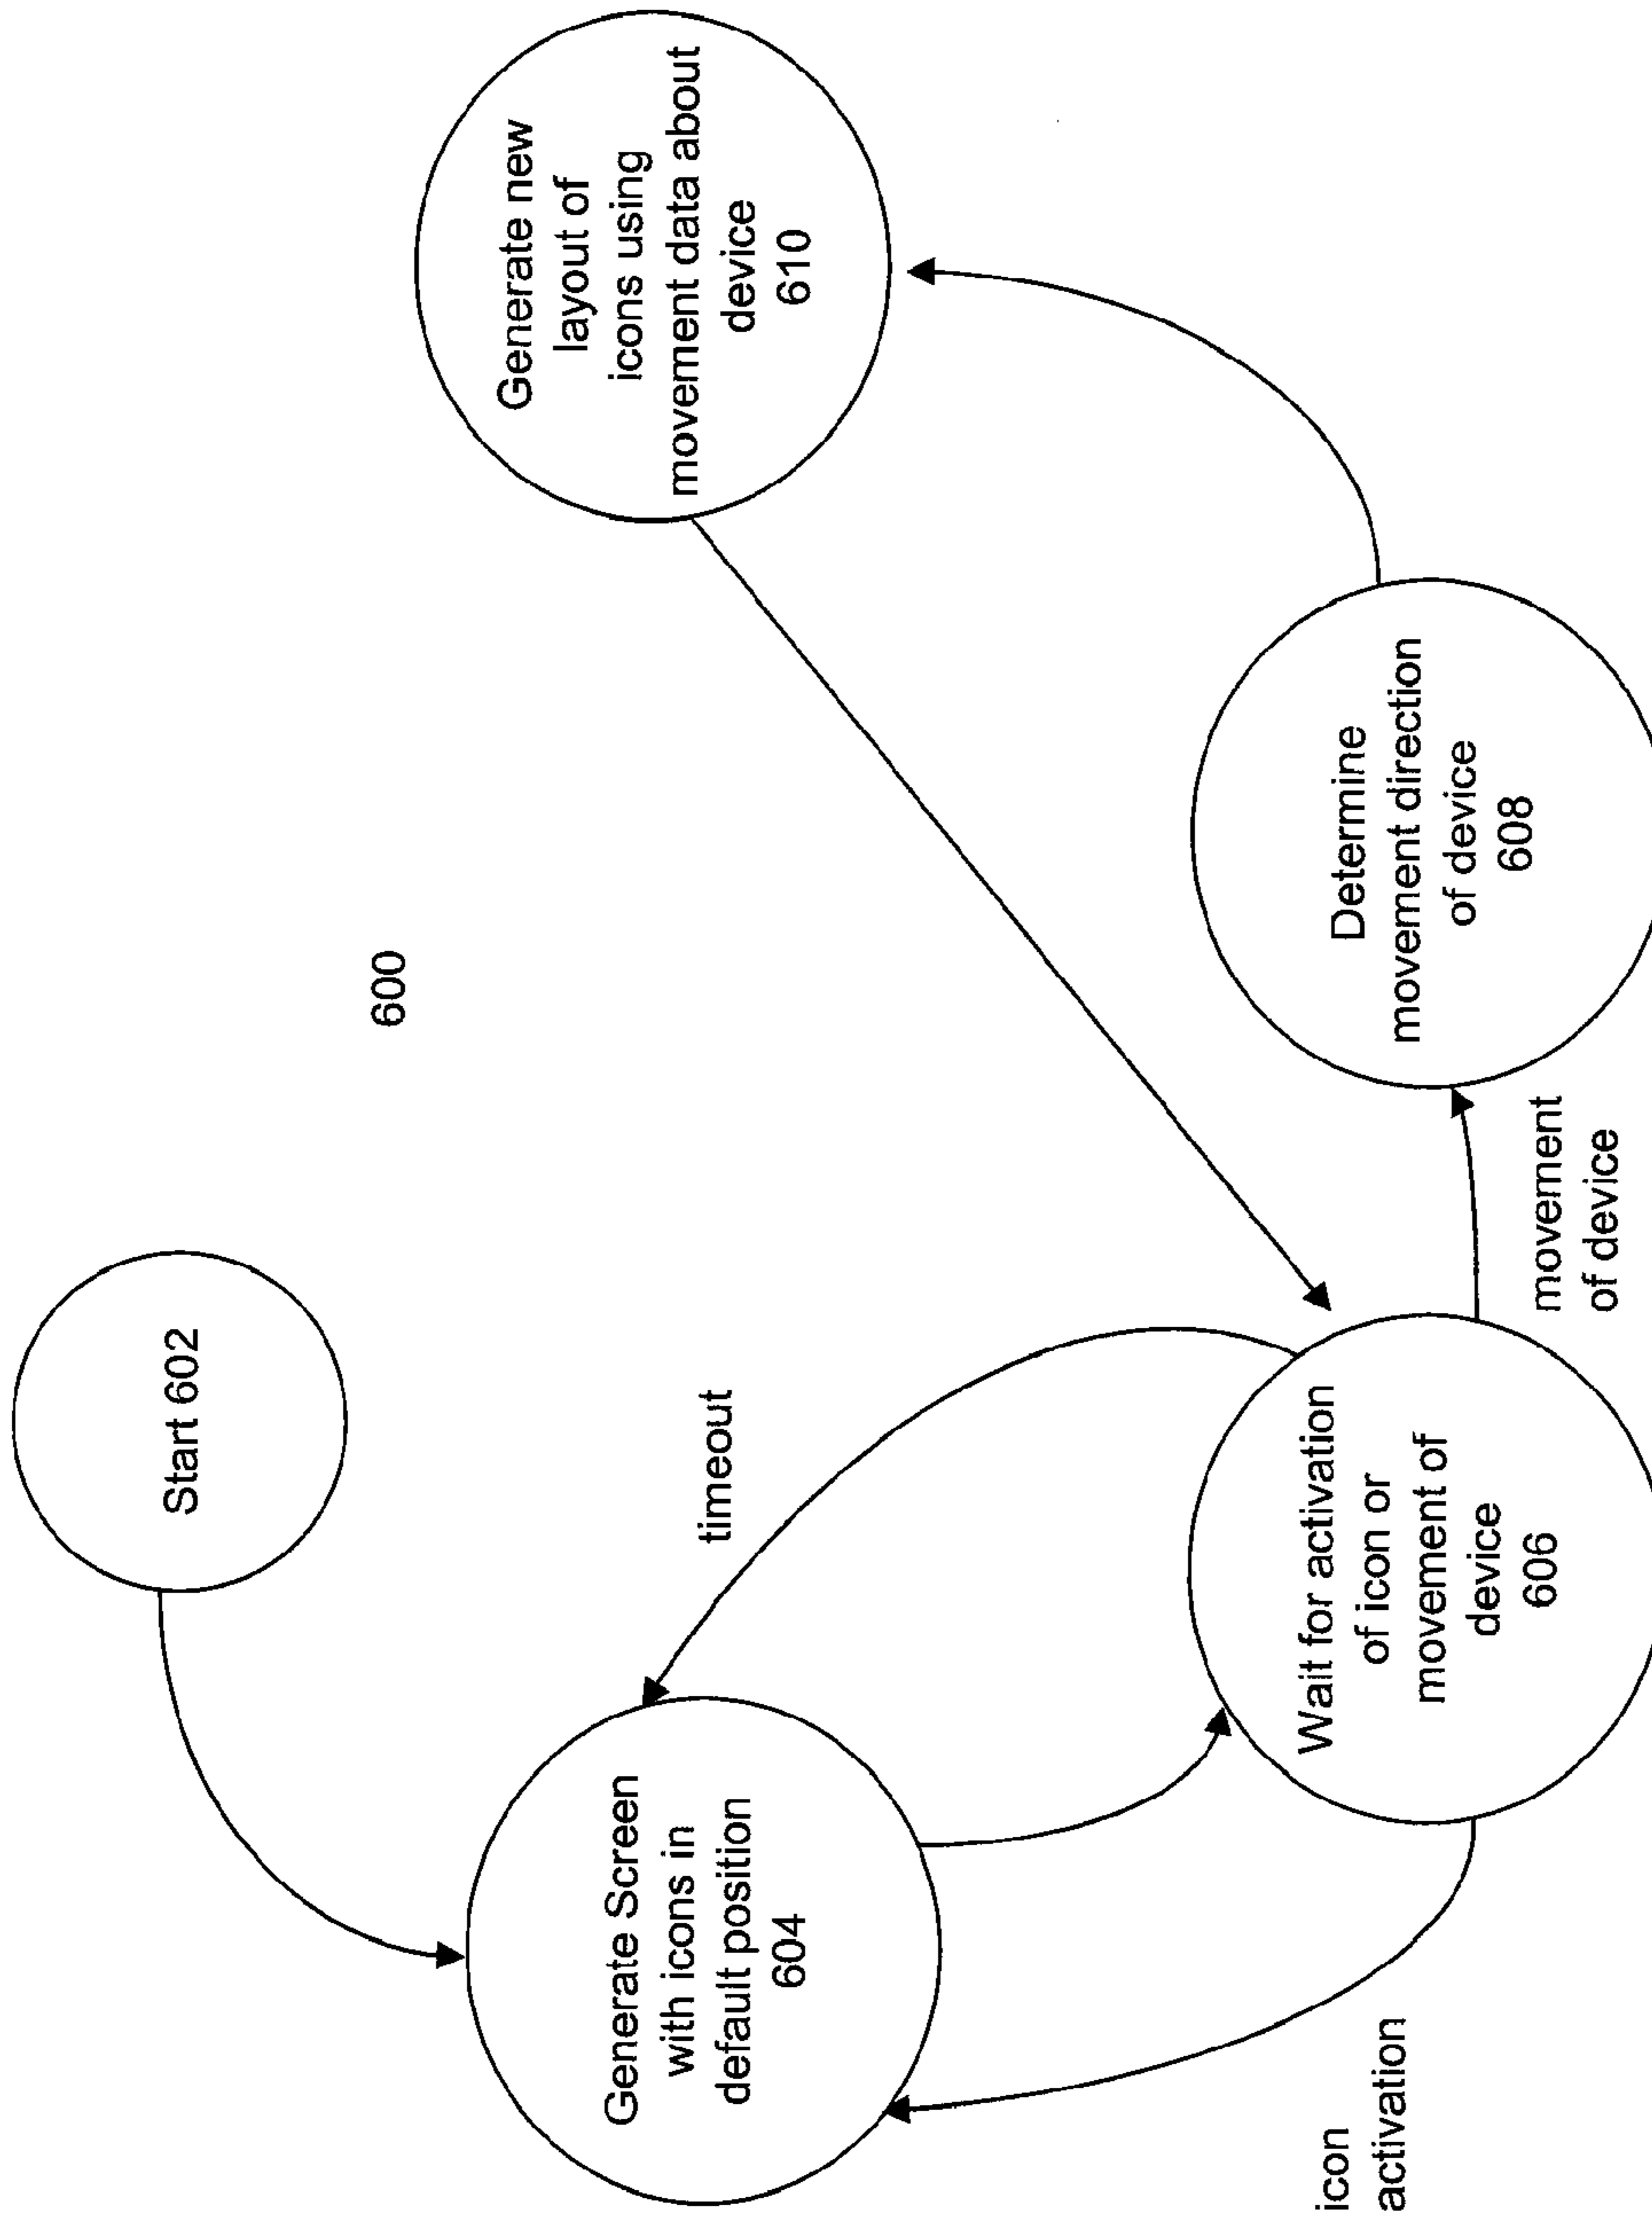 600
Start 602
Generate Screen
with icons in
default position
604
timeout
Wait for activation
of icon or
movement of
device
606
icon
activation
movement
of device
Determine
movement direction
of device
608
Generate new
layout of
icons using
movement data about
device
610